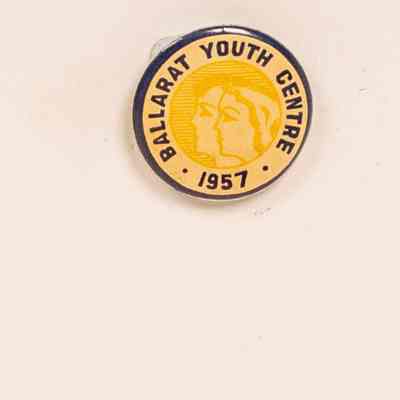 BALLARAT YOUTH CENTRE
· 1957 ·